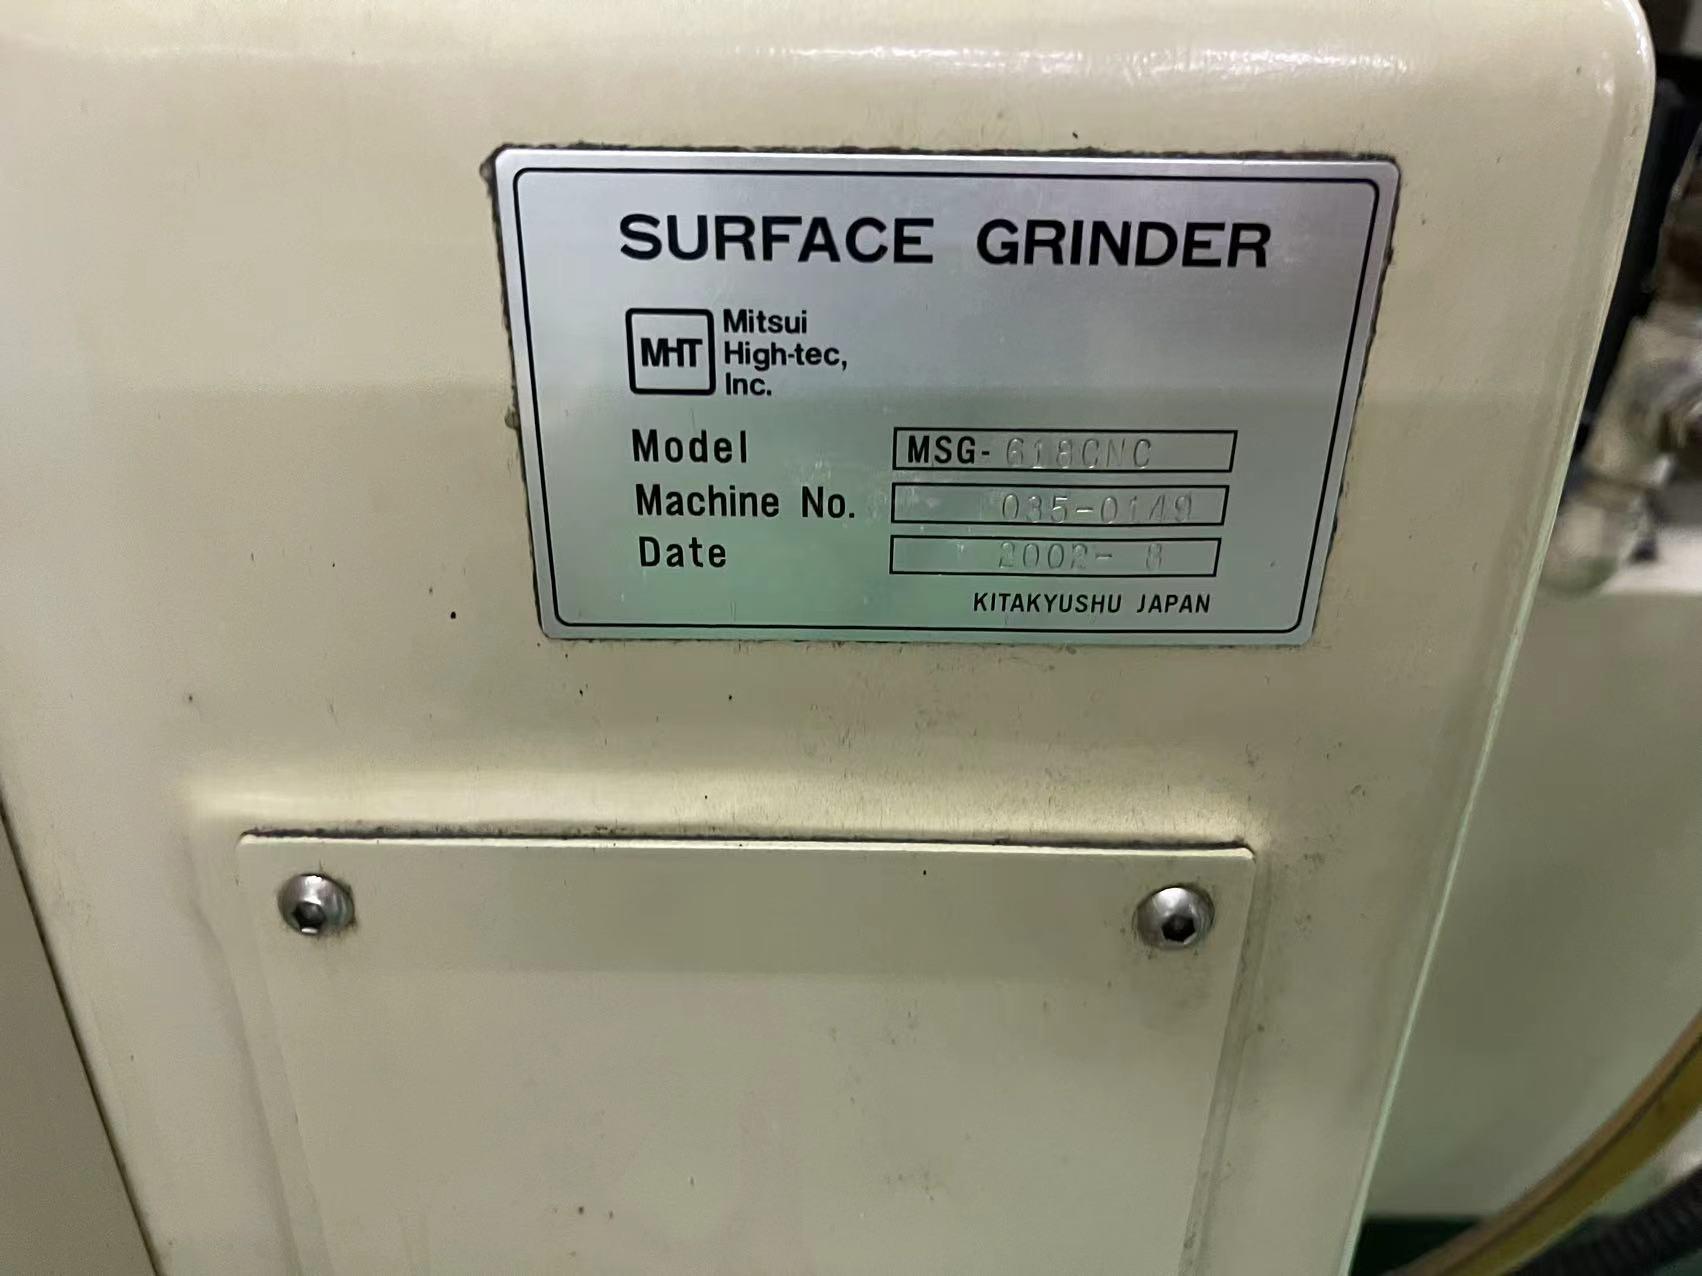 SURFACE GRINDER
MHT
Mitsui
High-tec,
Inc.
Model MSG-618CNC
Machine No. 035-0149
Date 2002- 8
KITAKYUSHU JAPAN